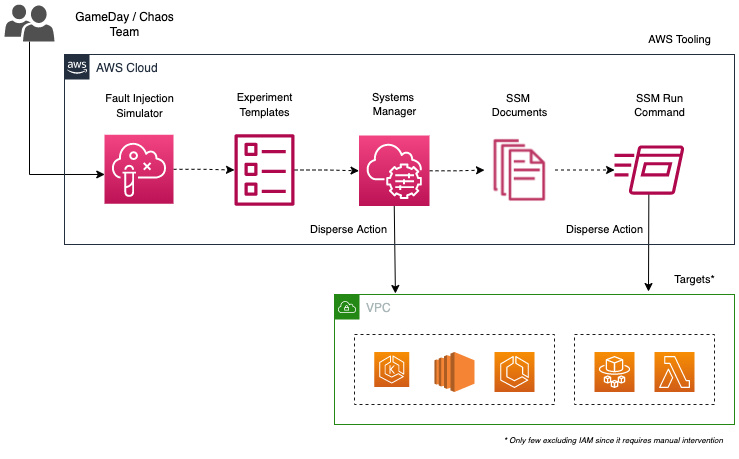 GameDay / Chaos
Team
AWS Tooling
aws
AWS Cloud
Fault Injection
Simulator
Experiment
Templates
Systems
Manager
SSM
Documents
SSM Run
Command
Disperse Action
Disperse Action
Targets*
VPC
K
* Only few excluding IAM since it requires manual intervention